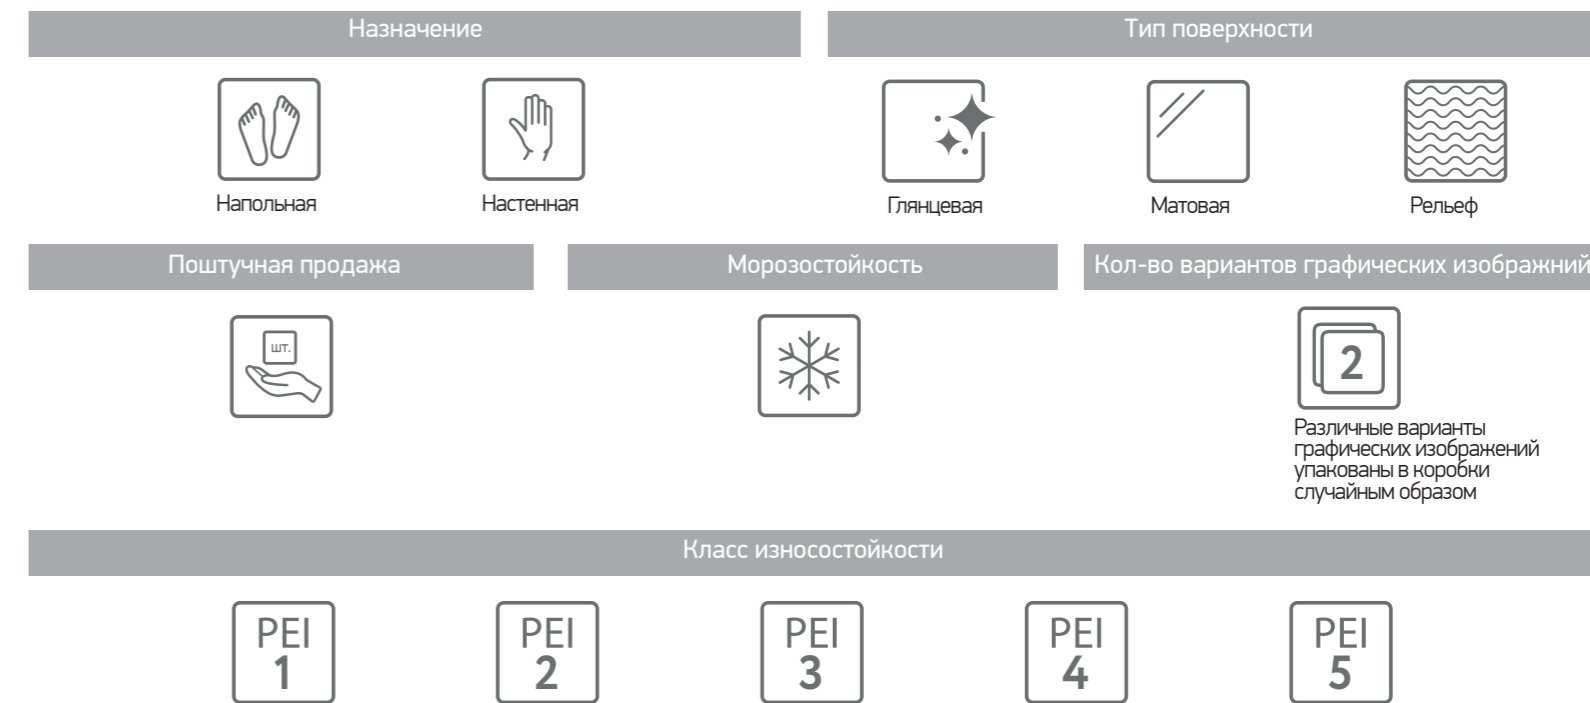 Назначение
Тип поверхности
Напольная
Настенная
Глянцевая
Матовая
Рельеф
Поштучная продажа
Морозостойкость
Кол-во вариантов графических изображний
шт.
2
Различные варианты
графических изображений
упакованы в коробки
случайным образом
Класс износостойкости
PEI
1
PEI
2
PEI
3
PEI
4
PEI
5